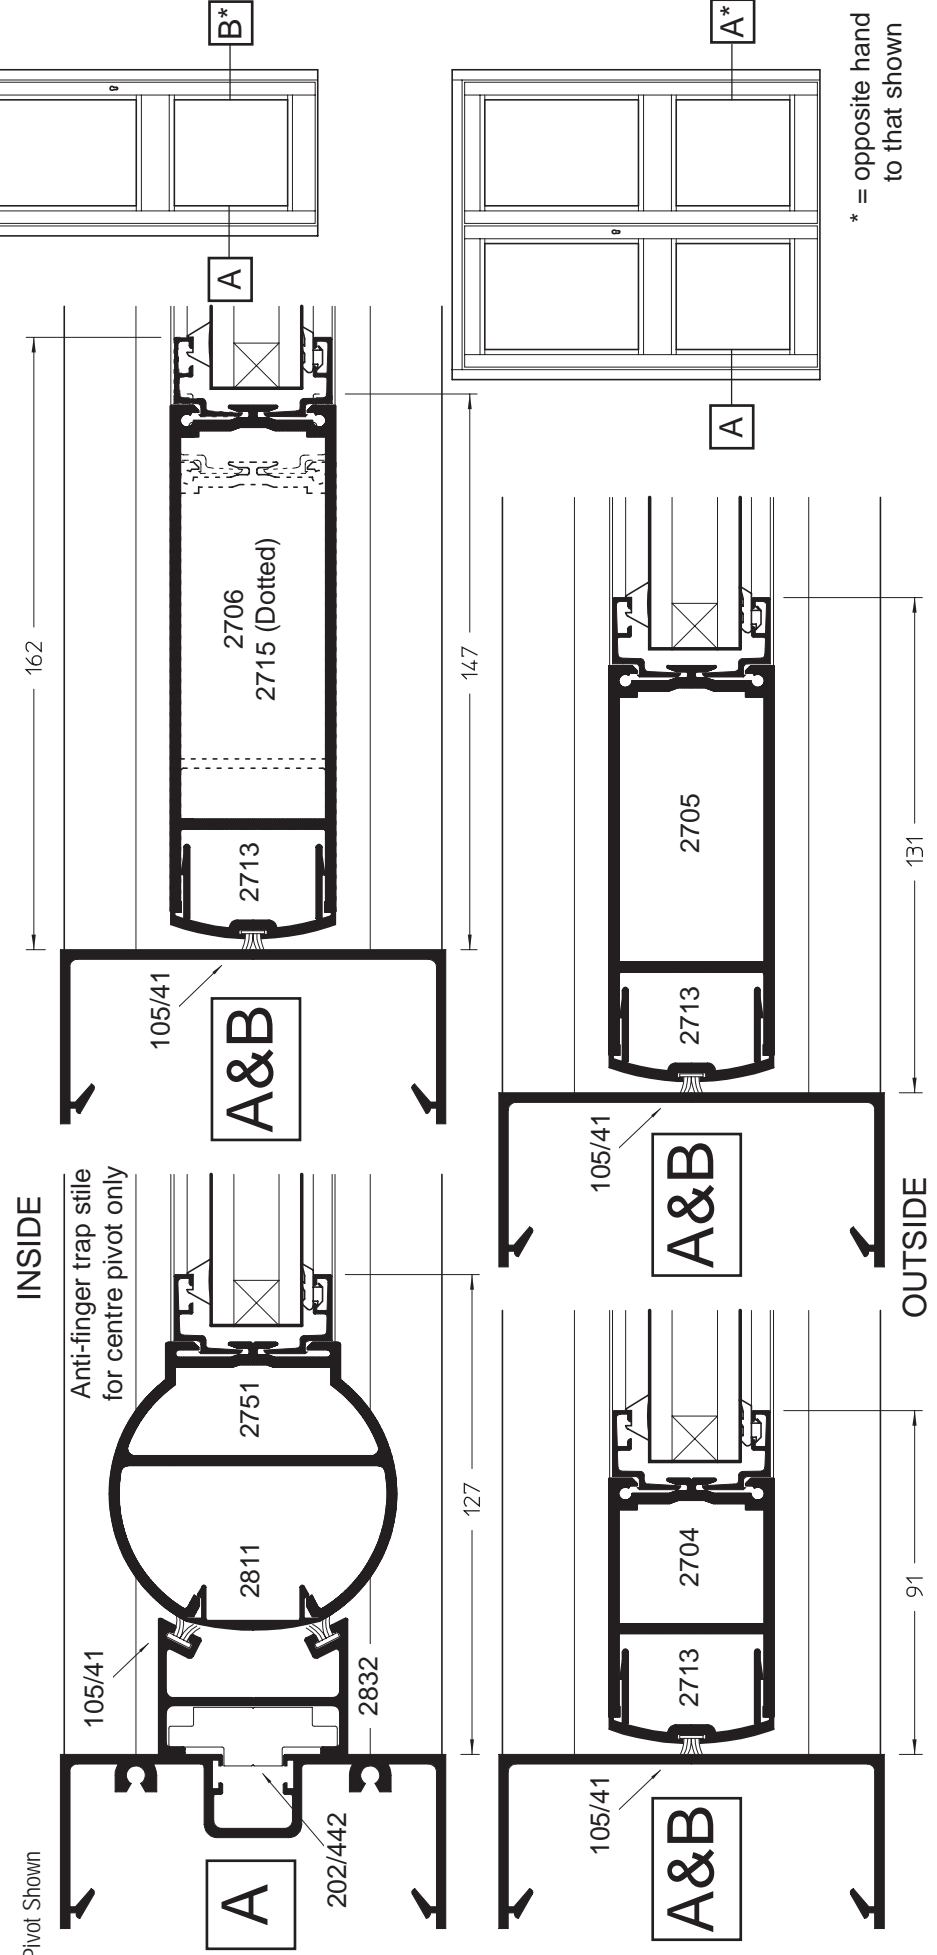 Pivot Shown
INSIDE
Anti-finger trap stile
for centre pivot only
105/41
2811
2751
2832
202/442
A
127
162
105/41
A&B
2713
2706
2715 (Dotted)
147
B*
A
105/41
A&B
2713
2704
91
OUTSIDE
105/41
A&B
2713
2705
131
A*
A
* = opposite hand
to that shown